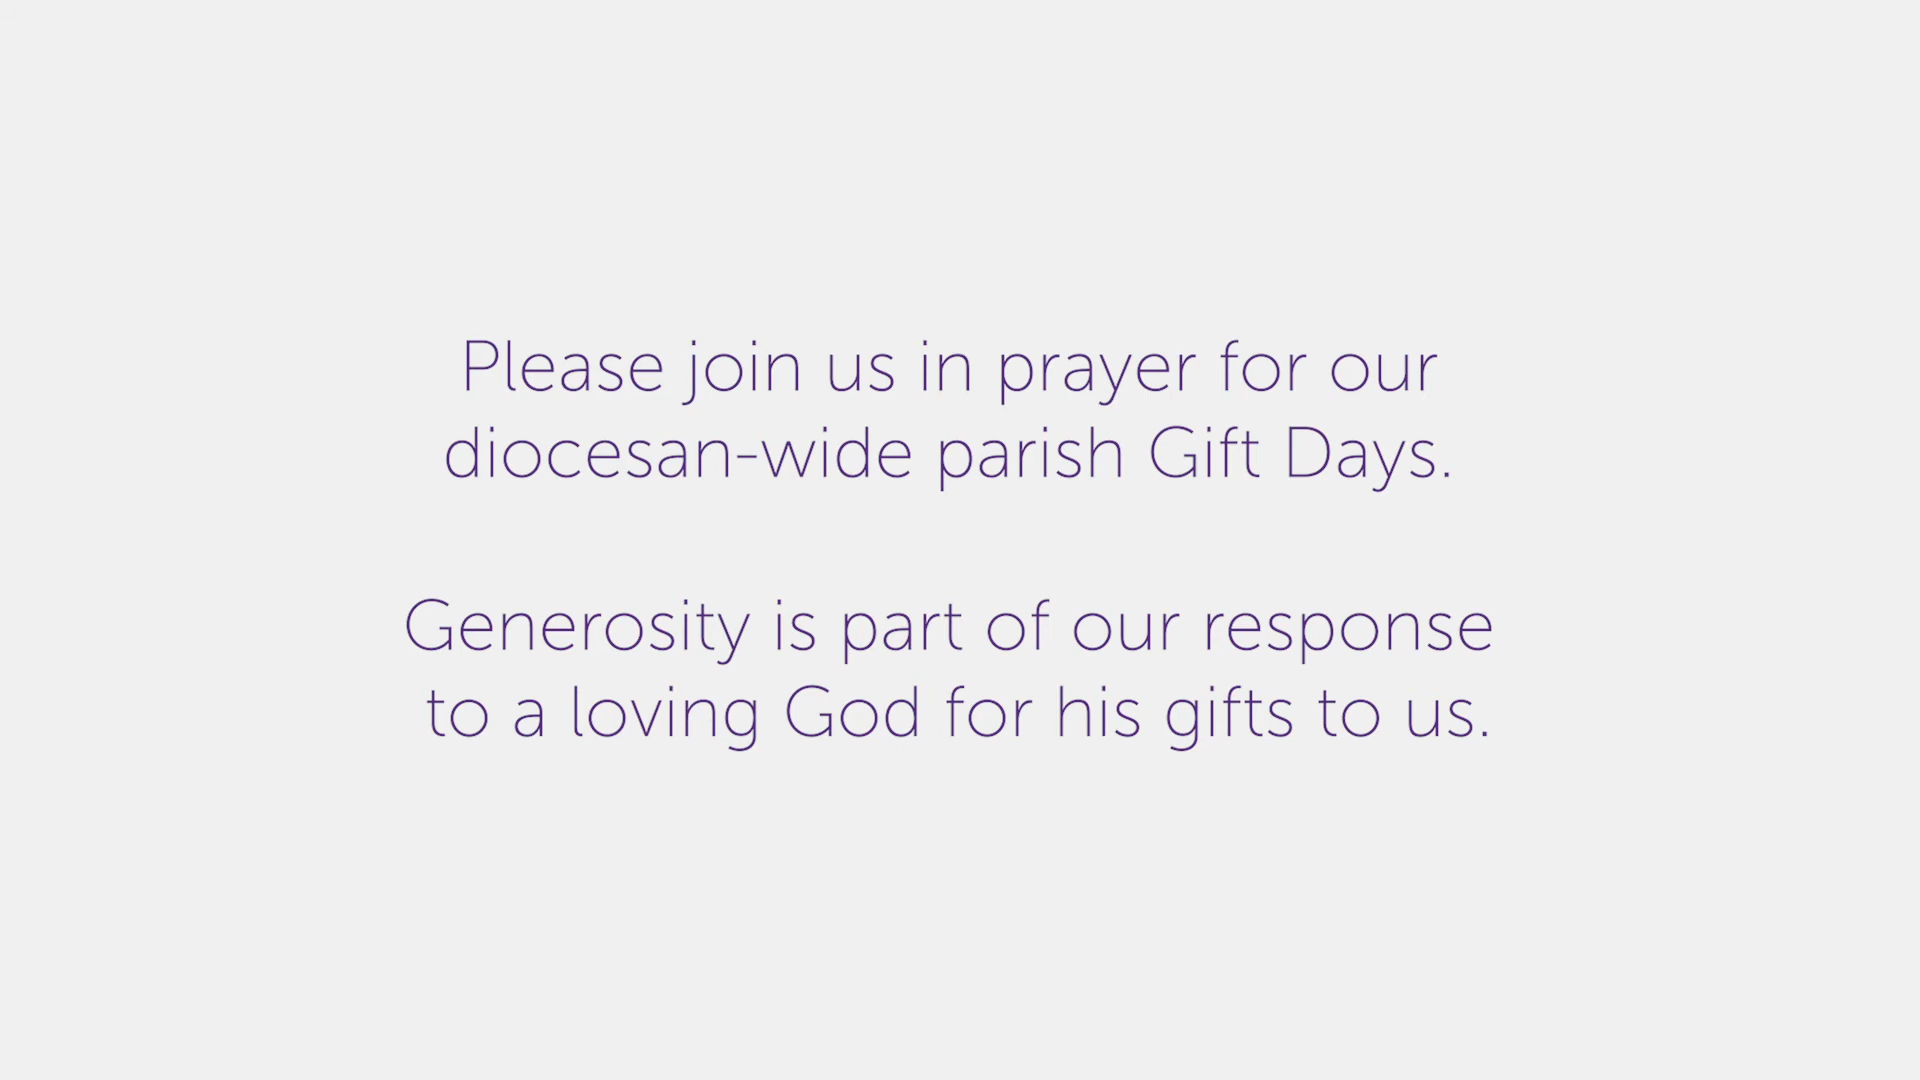 Please join us in prayer for our
diocesan-wide parish Gift Days.
Generosity is part of our response
to a loving God for his gifts to us.